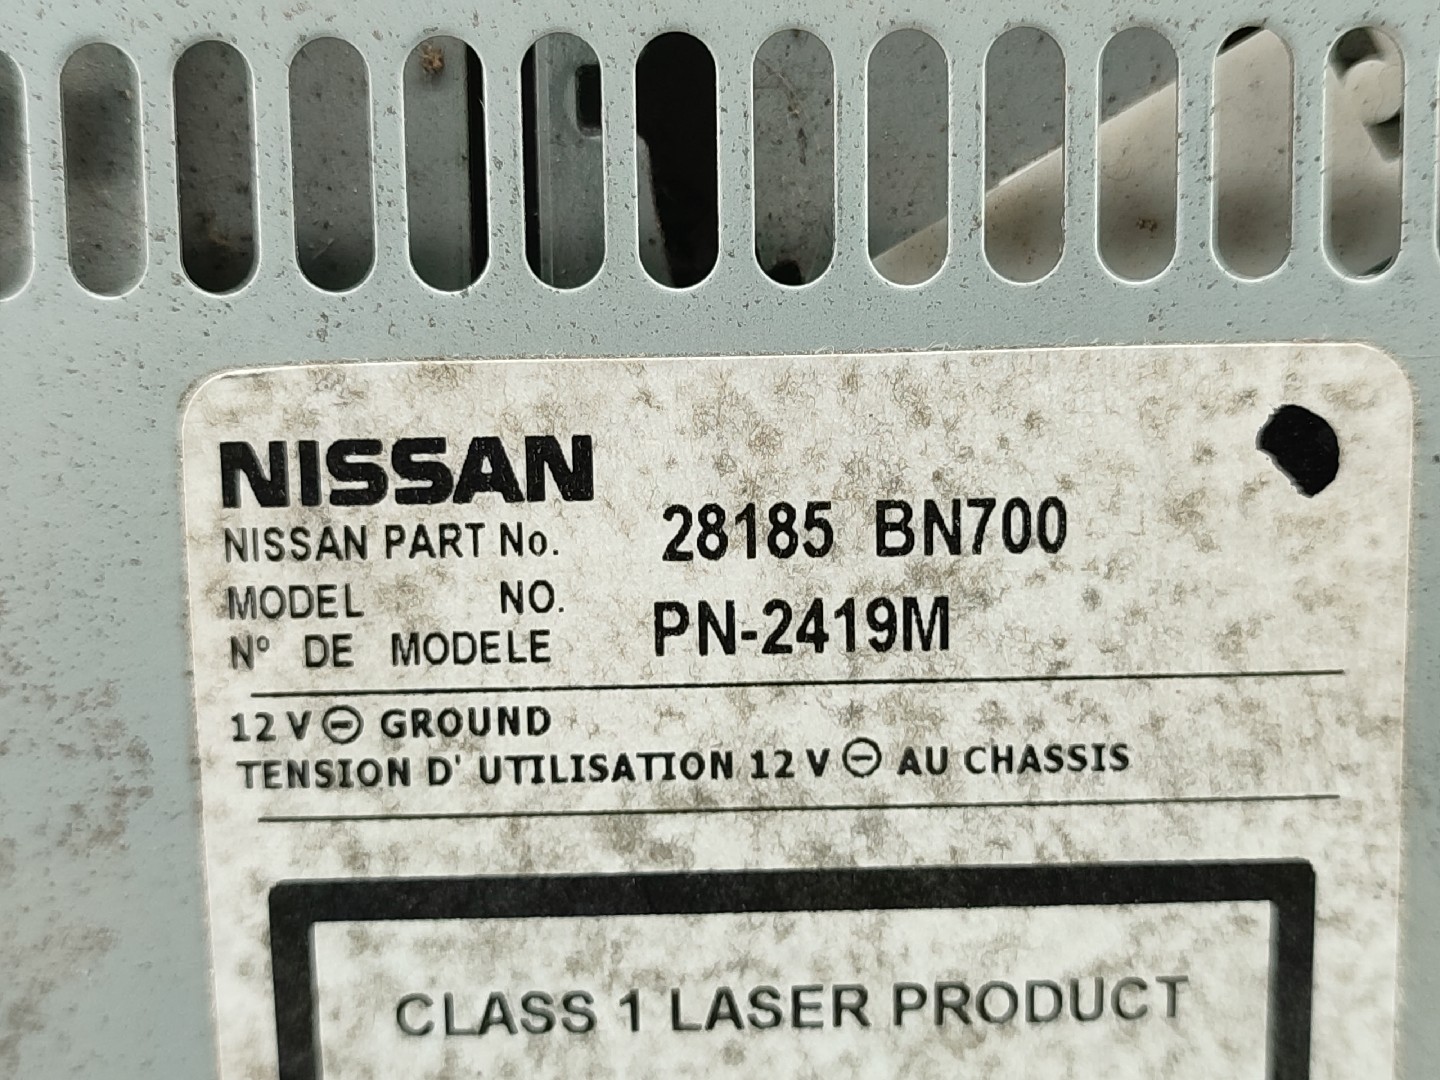 NISSAN
NISSAN PART No. 28185 BN700
MODEL NO.
Nº DE MODELE PN-2419M
12 V ⊖ GROUND
TENSION D' UTILISATION 12 V ⊖ AU CHASSIS
CLASS 1 LASER PRODUCT